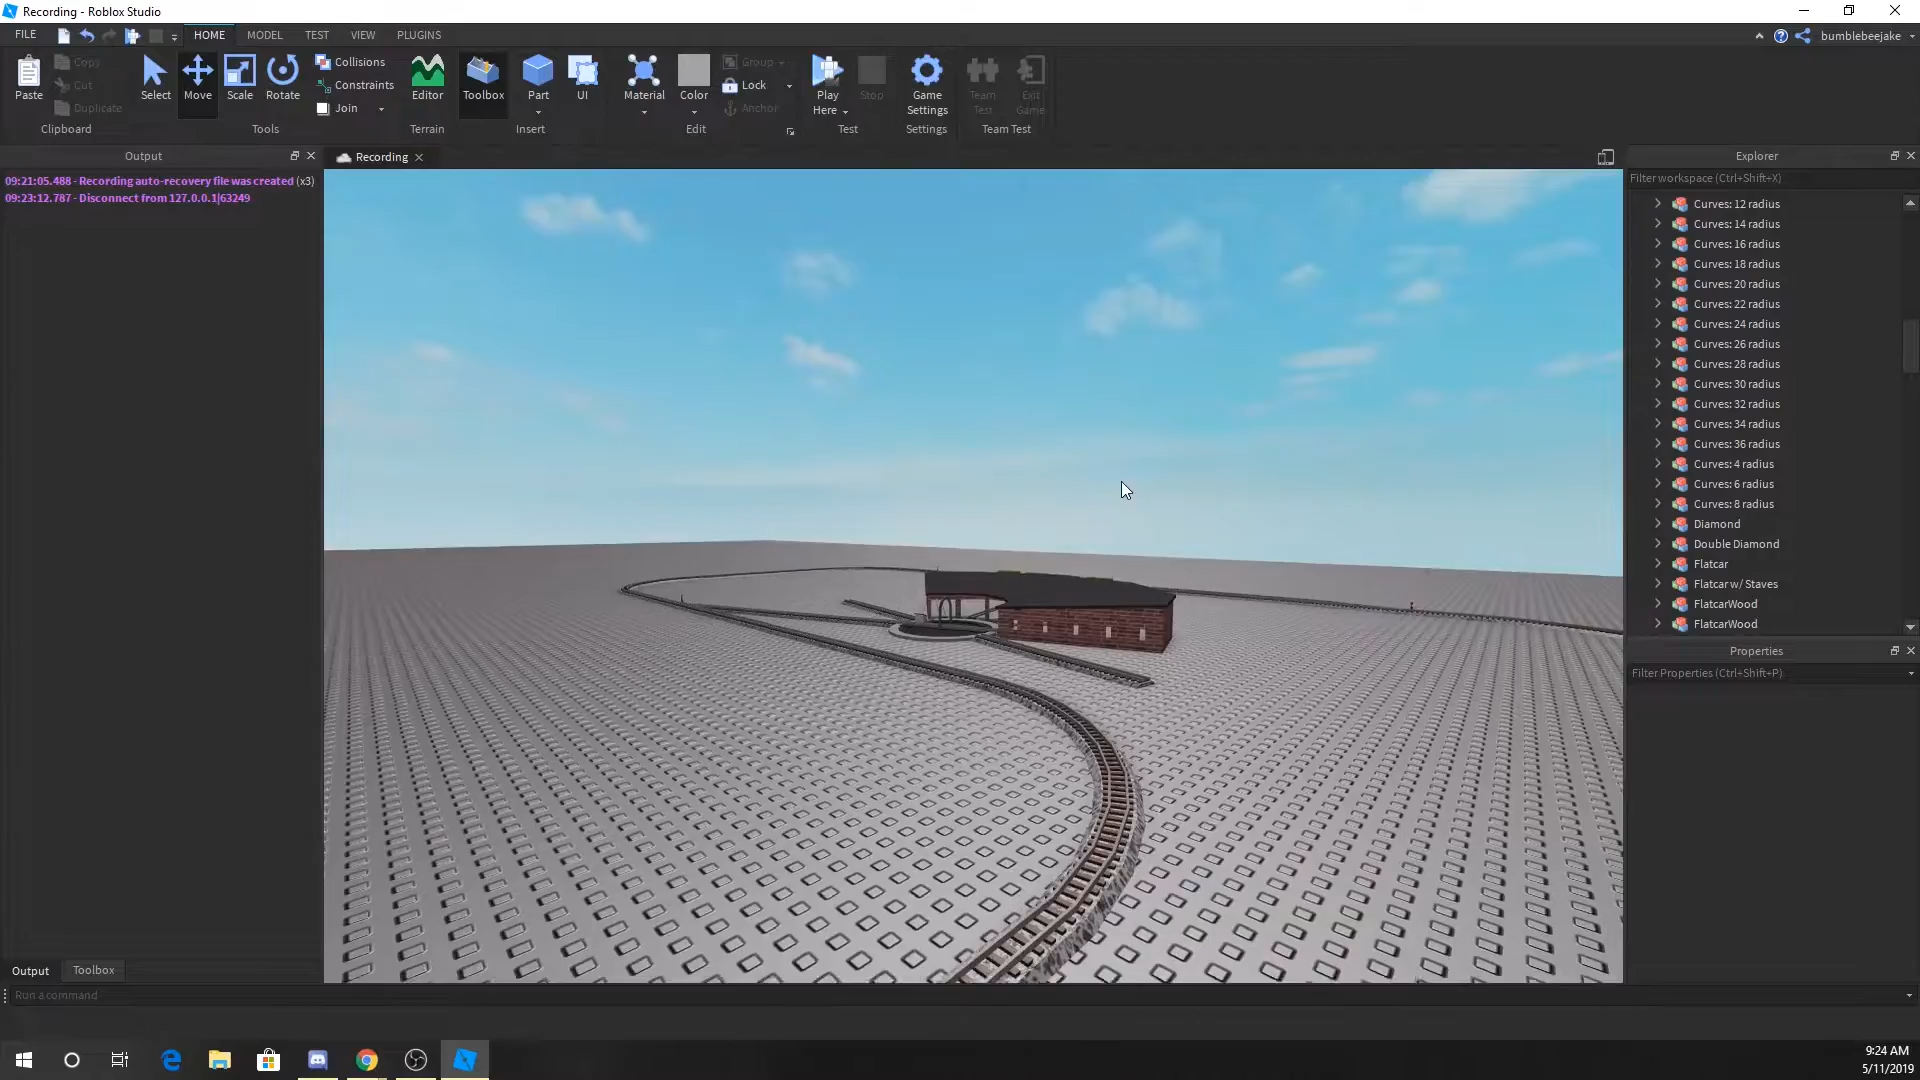 Recording - Roblox Studio
FILE
HOME
MODEL
TEST
VIEW
PLUGINS
bumblebeejake
Paste
Copy
Cut
Duplicate
Clipboard
Select
Move
Scale
Rotate
Collisions
Constraints
Join
Tools
Editor
Terrain
Toolbox
Part
UI
Insert
Material
Color
Group
Lock
Anchor
Edit
Play
Here
Stop
Test
Game
Settings
Settings
Team
Test
Exit
Game
Team Test
Output
09:21:05.488 - Recording auto-recovery file was created (x3)
09:23:12.787 - Disconnect from 127.0.0.1|63249
Recording
Explorer
Filter workspace (Ctrl+Shift+X)
Curves: 12 radius
Curves: 14 radius
Curves: 16 radius
Curves: 18 radius
Curves: 20 radius
Curves: 22 radius
Curves: 24 radius
Curves: 26 radius
Curves: 28 radius
Curves: 30 radius
Curves: 32 radius
Curves: 34 radius
Curves: 36 radius
Curves: 4 radius
Curves: 6 radius
Curves: 8 radius
Diamond
Double Diamond
Flatcar
Flatcar w/ Staves
FlatcarWood
FlatcarWood
Properties
Filter Properties (Ctrl+Shift+P)
Output
Toolbox
Run a command
9:24 AM
5/11/2019